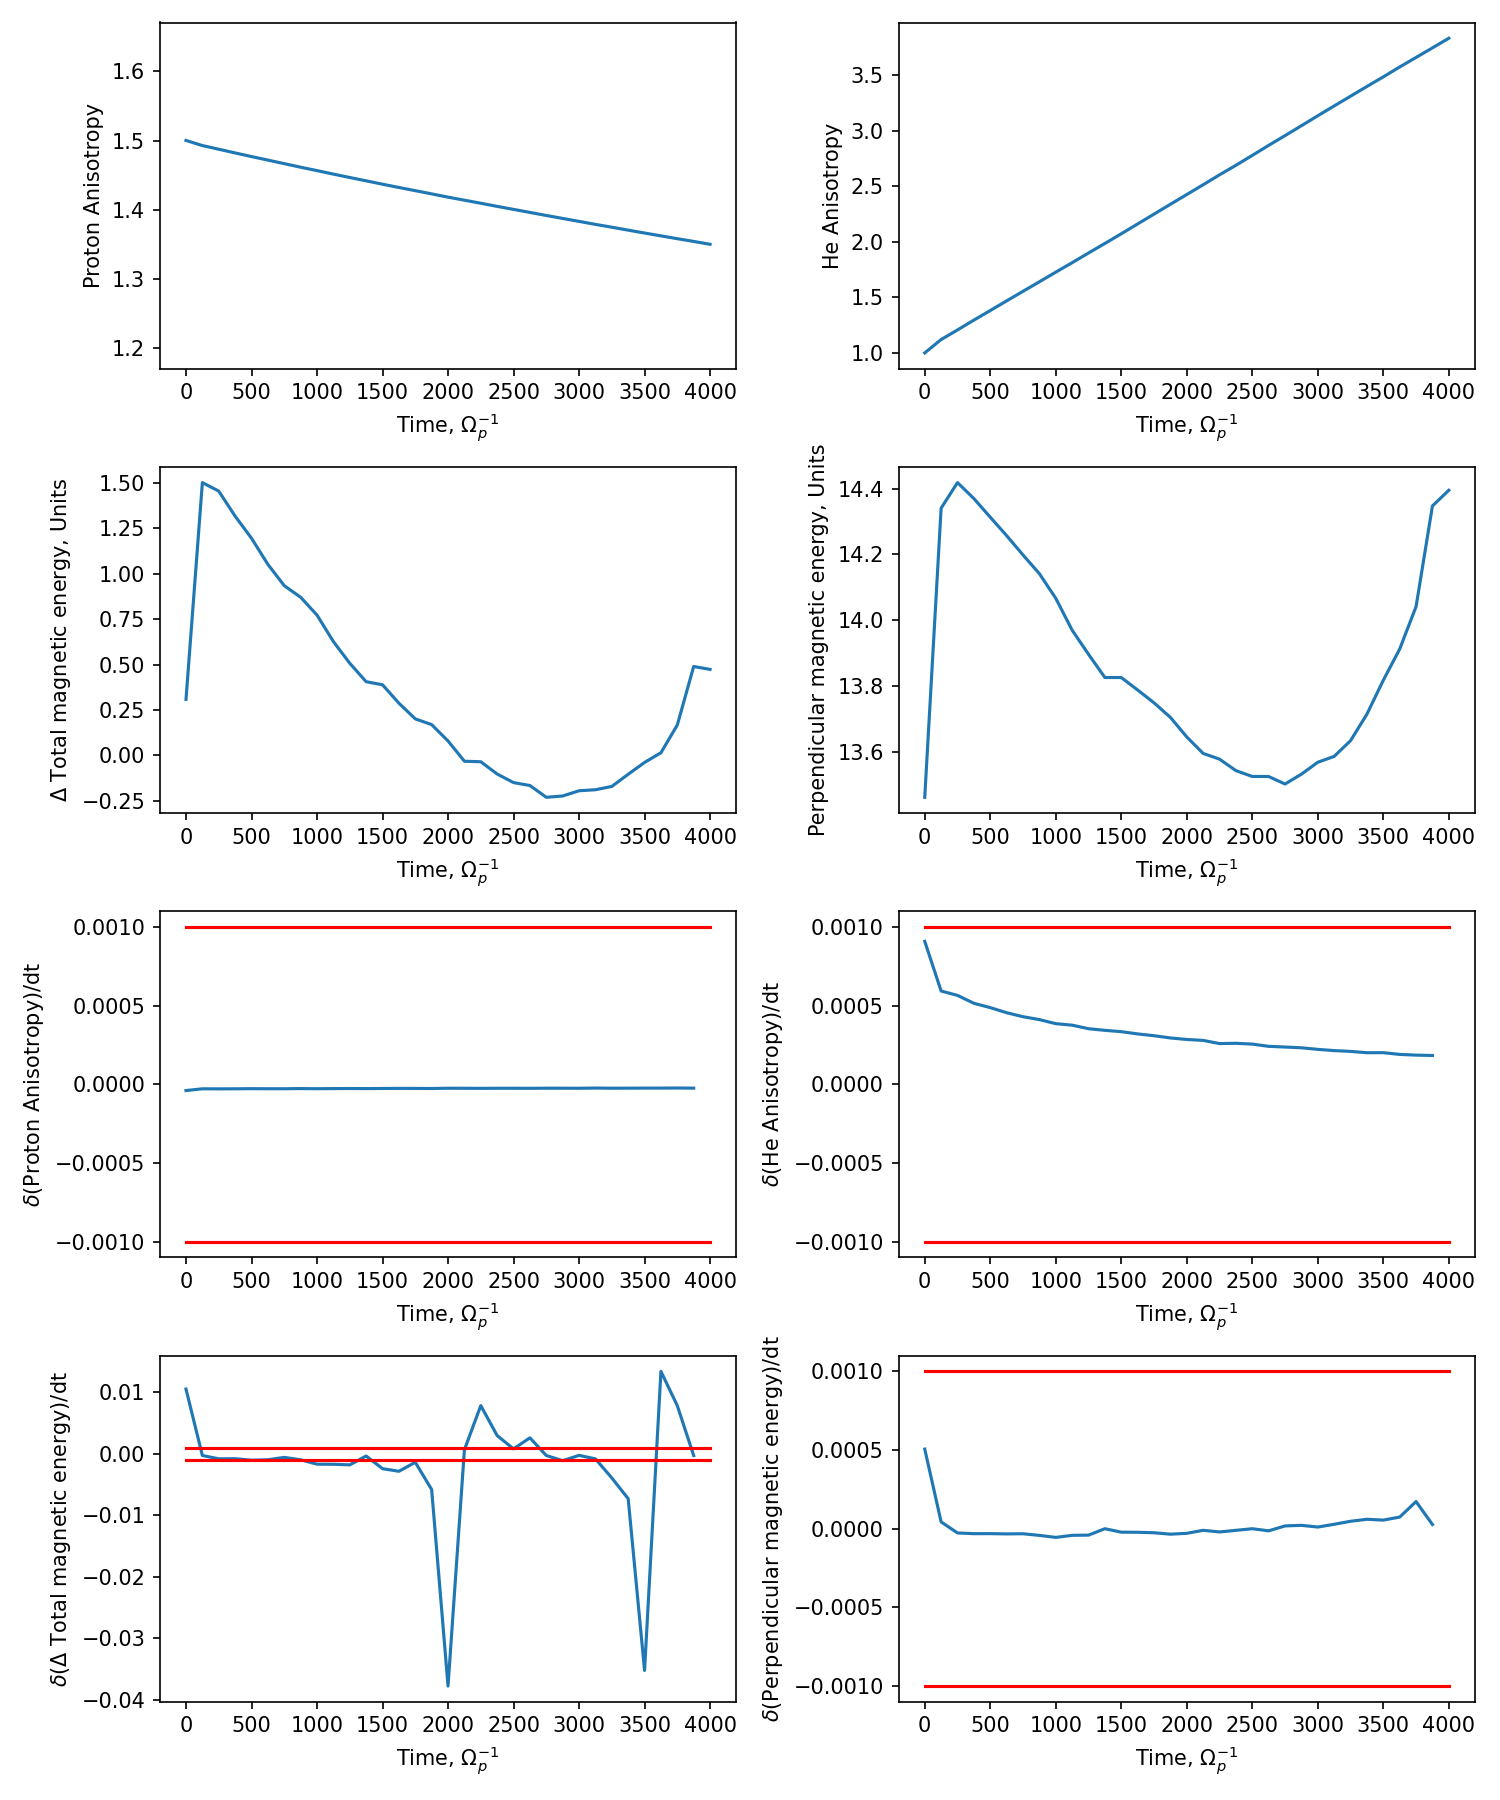 Proton Anisotropy
1.6
1.5
1.4
1.3
1.2
0 500 1000 1500 2000 2500 3000 3500 4000
Time, Ωₚ⁻¹
He Anisotropy
3.5
3.0
2.5
2.0
1.5
1.0
0 500 1000 1500 2000 2500 3000 3500 4000
Time, Ωₚ⁻¹
Δ Total magnetic energy, Units
1.50
1.25
1.00
0.75
0.50
0.25
0.00
−0.25
0 500 1000 1500 2000 2500 3000 3500 4000
Time, Ωₚ⁻¹
Perpendicular magnetic energy, Units
14.4
14.2
14.0
13.8
13.6
0 500 1000 1500 2000 2500 3000 3500 4000
Time, Ωₚ⁻¹
δ(Proton Anisotropy)/dt
0.0010
0.0005
0.0000
−0.0005
−0.0010
0 500 1000 1500 2000 2500 3000 3500 4000
Time, Ωₚ⁻¹
δ(He Anisotropy)/dt
0.0010
0.0005
0.0000
−0.0005
−0.0010
0 500 1000 1500 2000 2500 3000 3500 4000
Time, Ωₚ⁻¹
δ(Δ Total magnetic energy)/dt
0.01
0.00
−0.01
−0.02
−0.03
−0.04
0 500 1000 1500 2000 2500 3000 3500 4000
Time, Ωₚ⁻¹
δ(Perpendicular magnetic energy)/dt
0.0010
0.0005
0.0000
−0.0005
−0.0010
0 500 1000 1500 2000 2500 3000 3500 4000
Time, Ωₚ⁻¹